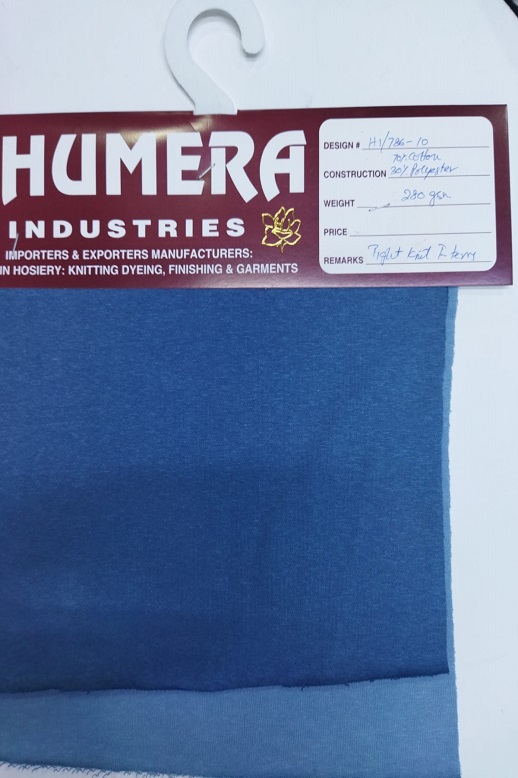 HUMERA
INDUSTRIES
IMPORTERS & EXPORTERS MANUFACTURERS:
IN HOSIERY: KNITTING DYEING, FINISHING & GARMENTS
DESIGN # H1/786-10
70% Cotton
CONSTRUCTION 30% Polyester
WEIGHT 280 gsm
PRICE
REMARKS Tight Knit F. terry